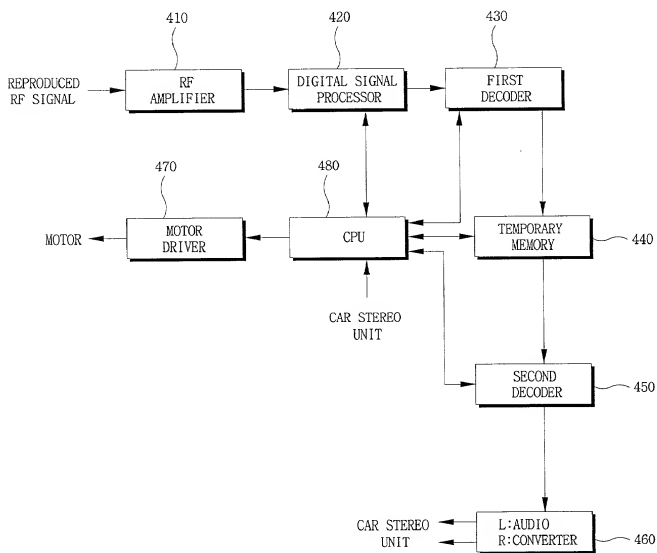 410
420
430
REPRODUCED
RF SIGNAL
RF
AMPLIFIER
DIGITAL SIGNAL
PROCESSOR
FIRST
DECODER
470
480
MOTOR
MOTOR
DRIVER
CPU
TEMPORARY
MEMORY
440
CAR STEREO
UNIT
SECOND
DECODER
450
CAR STEREO
UNIT
L:AUDIO
R:CONVERTER
460